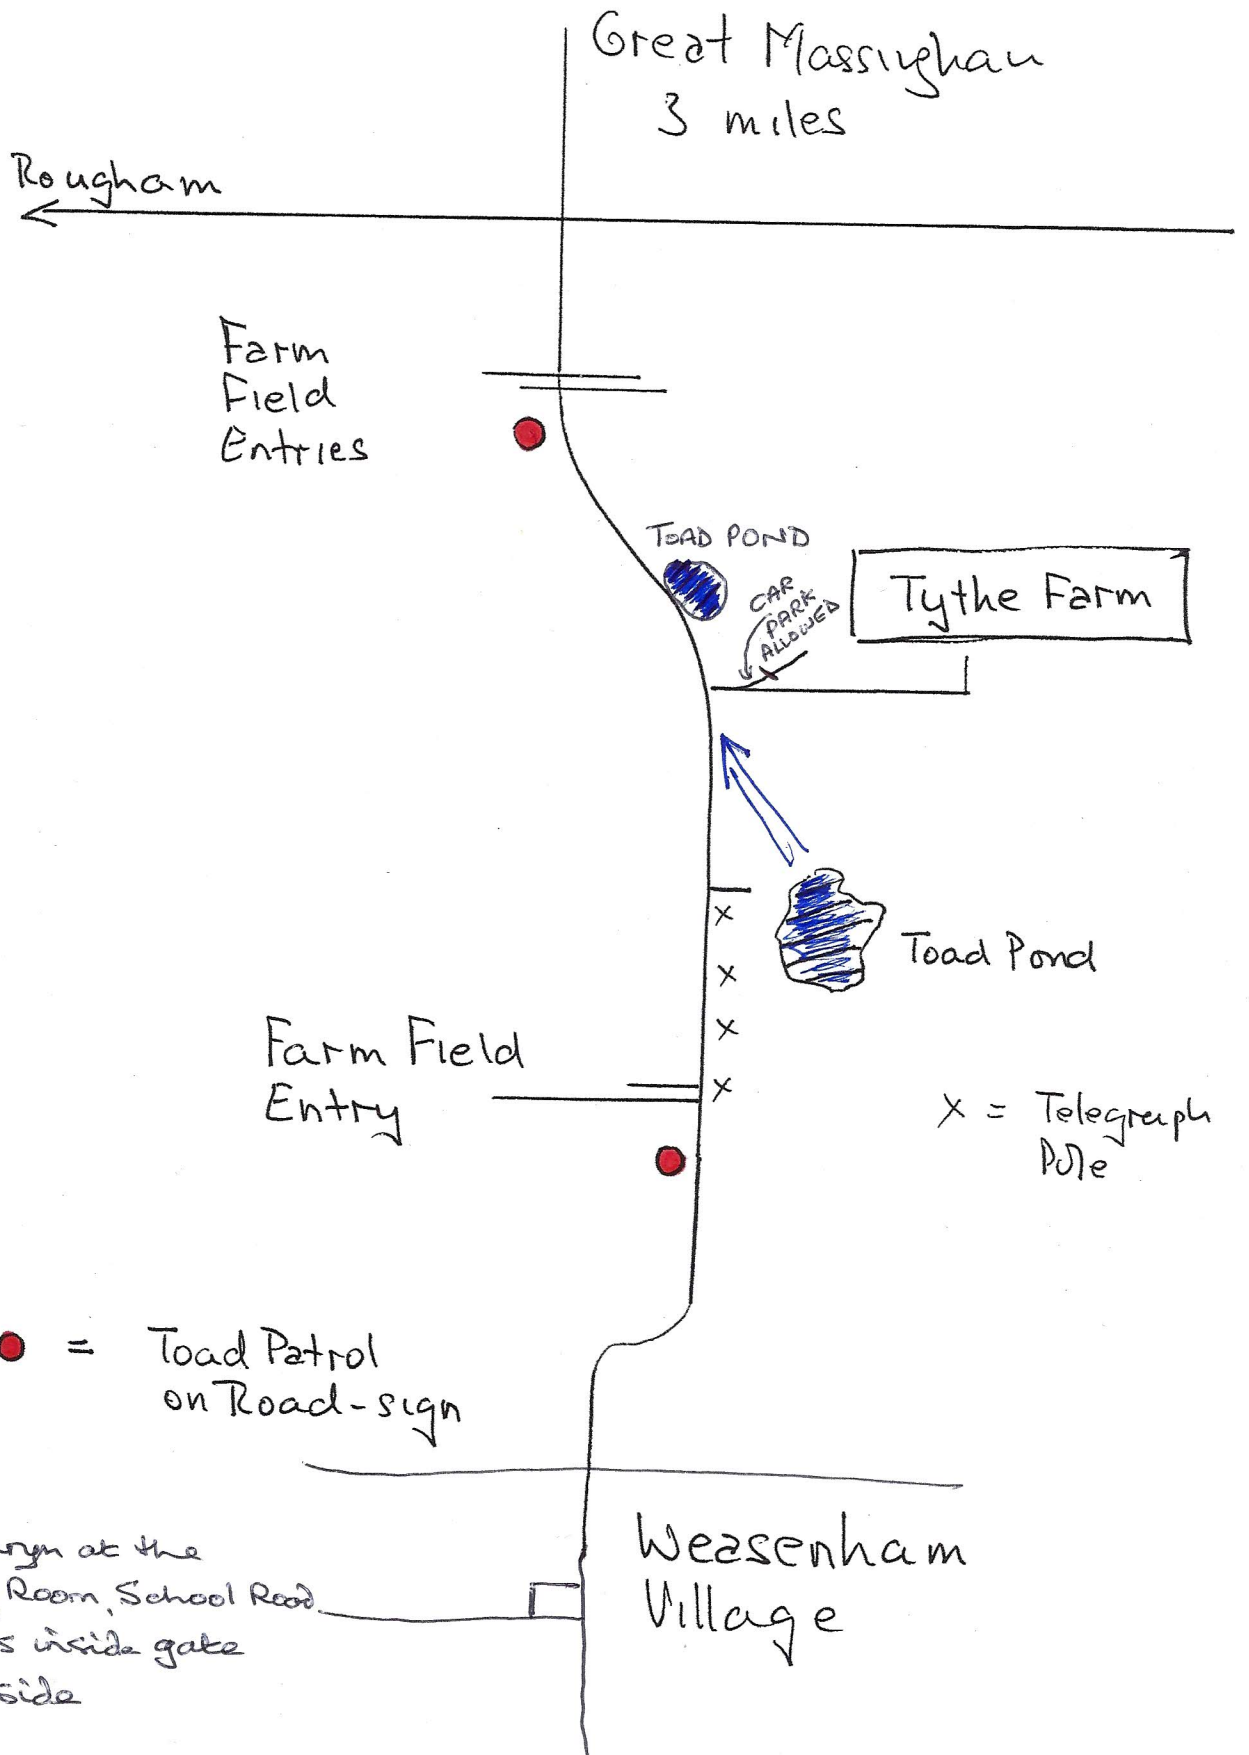 Great Massingham
3 miles
Rougham
Farm
Field
Entries
TOAD POND
CAR
PARK
ALLOWED
Tythe Farm
x
x
x
x
Toad Pond
Farm Field
Entry
x = Telegraph
Pole
= Toad Patrol
on Road-sign
at the
Room, School Road
s inside gate
side
Weasenham
Village